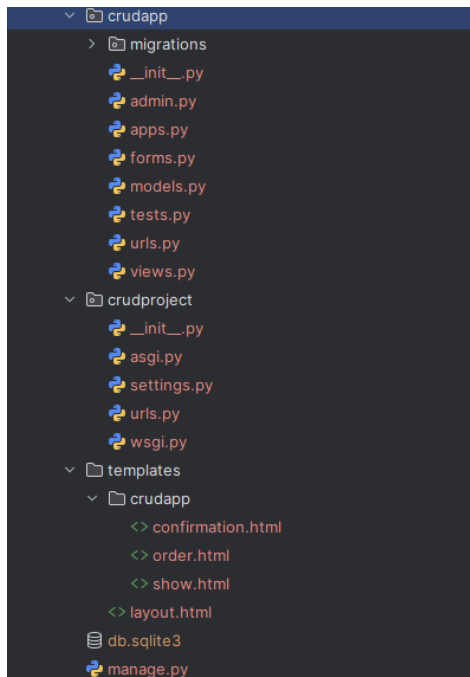 crudapp
migrations
__init__.py
admin.py
apps.py
forms.py
models.py
tests.py
urls.py
views.py
crudproject
__init__.py
asgi.py
settings.py
urls.py
wsgi.py
templates
crudapp
<> confirmation.html
<> order.html
<> show.html
<> layout.html
db.sqlite3
manage.py